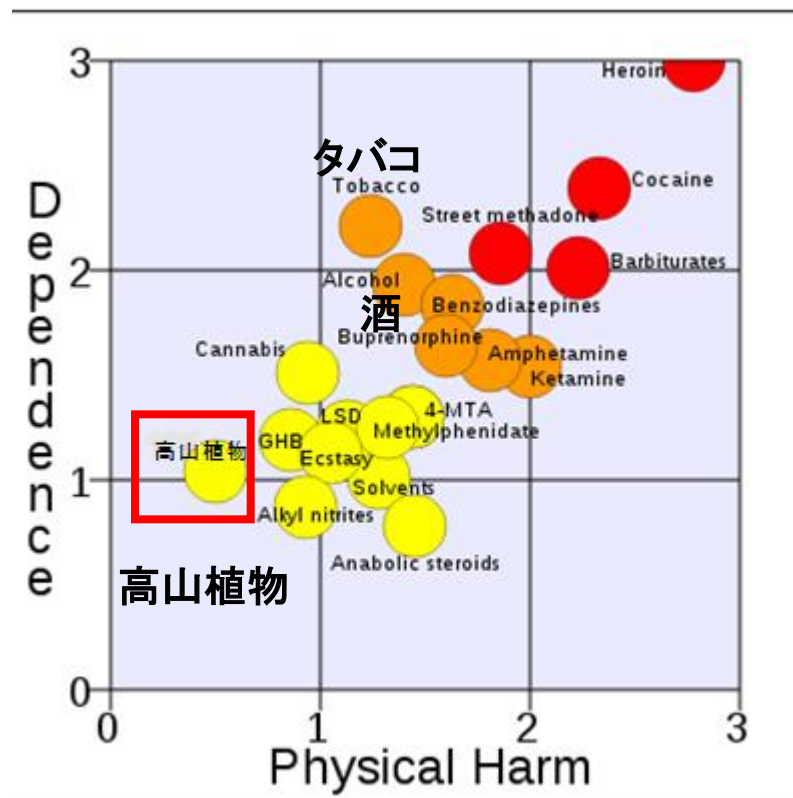 3
Heroin
タバコ
Tobacco
Cocaine
Street methadone
2
Alcohol
Barbiturates
酒
Benzodiazepines
Buprenorphine
Cannabis
Amphetamine
Ketamine
LSD
4-MTA
Methylphenidate
高山植物
GHB
Ecstasy
1
Solvents
Alkyl nitrites
Anabolic steroids
高山植物
0
0
1
2
3
Dependence
Physical Harm